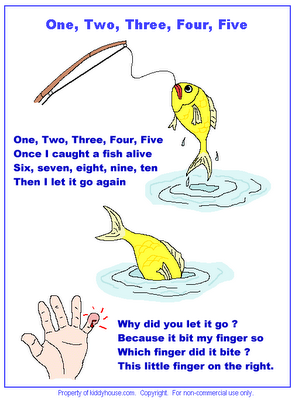 One, Two, Three, Four, Five
One, Two, Three, Four, Five
Once I caught a fish alive
Six, seven, eight, nine, ten
Then I let it go again
Why did you let it go ?
Because it bit my finger so
Which finger did it bite ?
This little finger on the right.
Property of kiddyhouse.com. Copyright. For non-commercial use only.